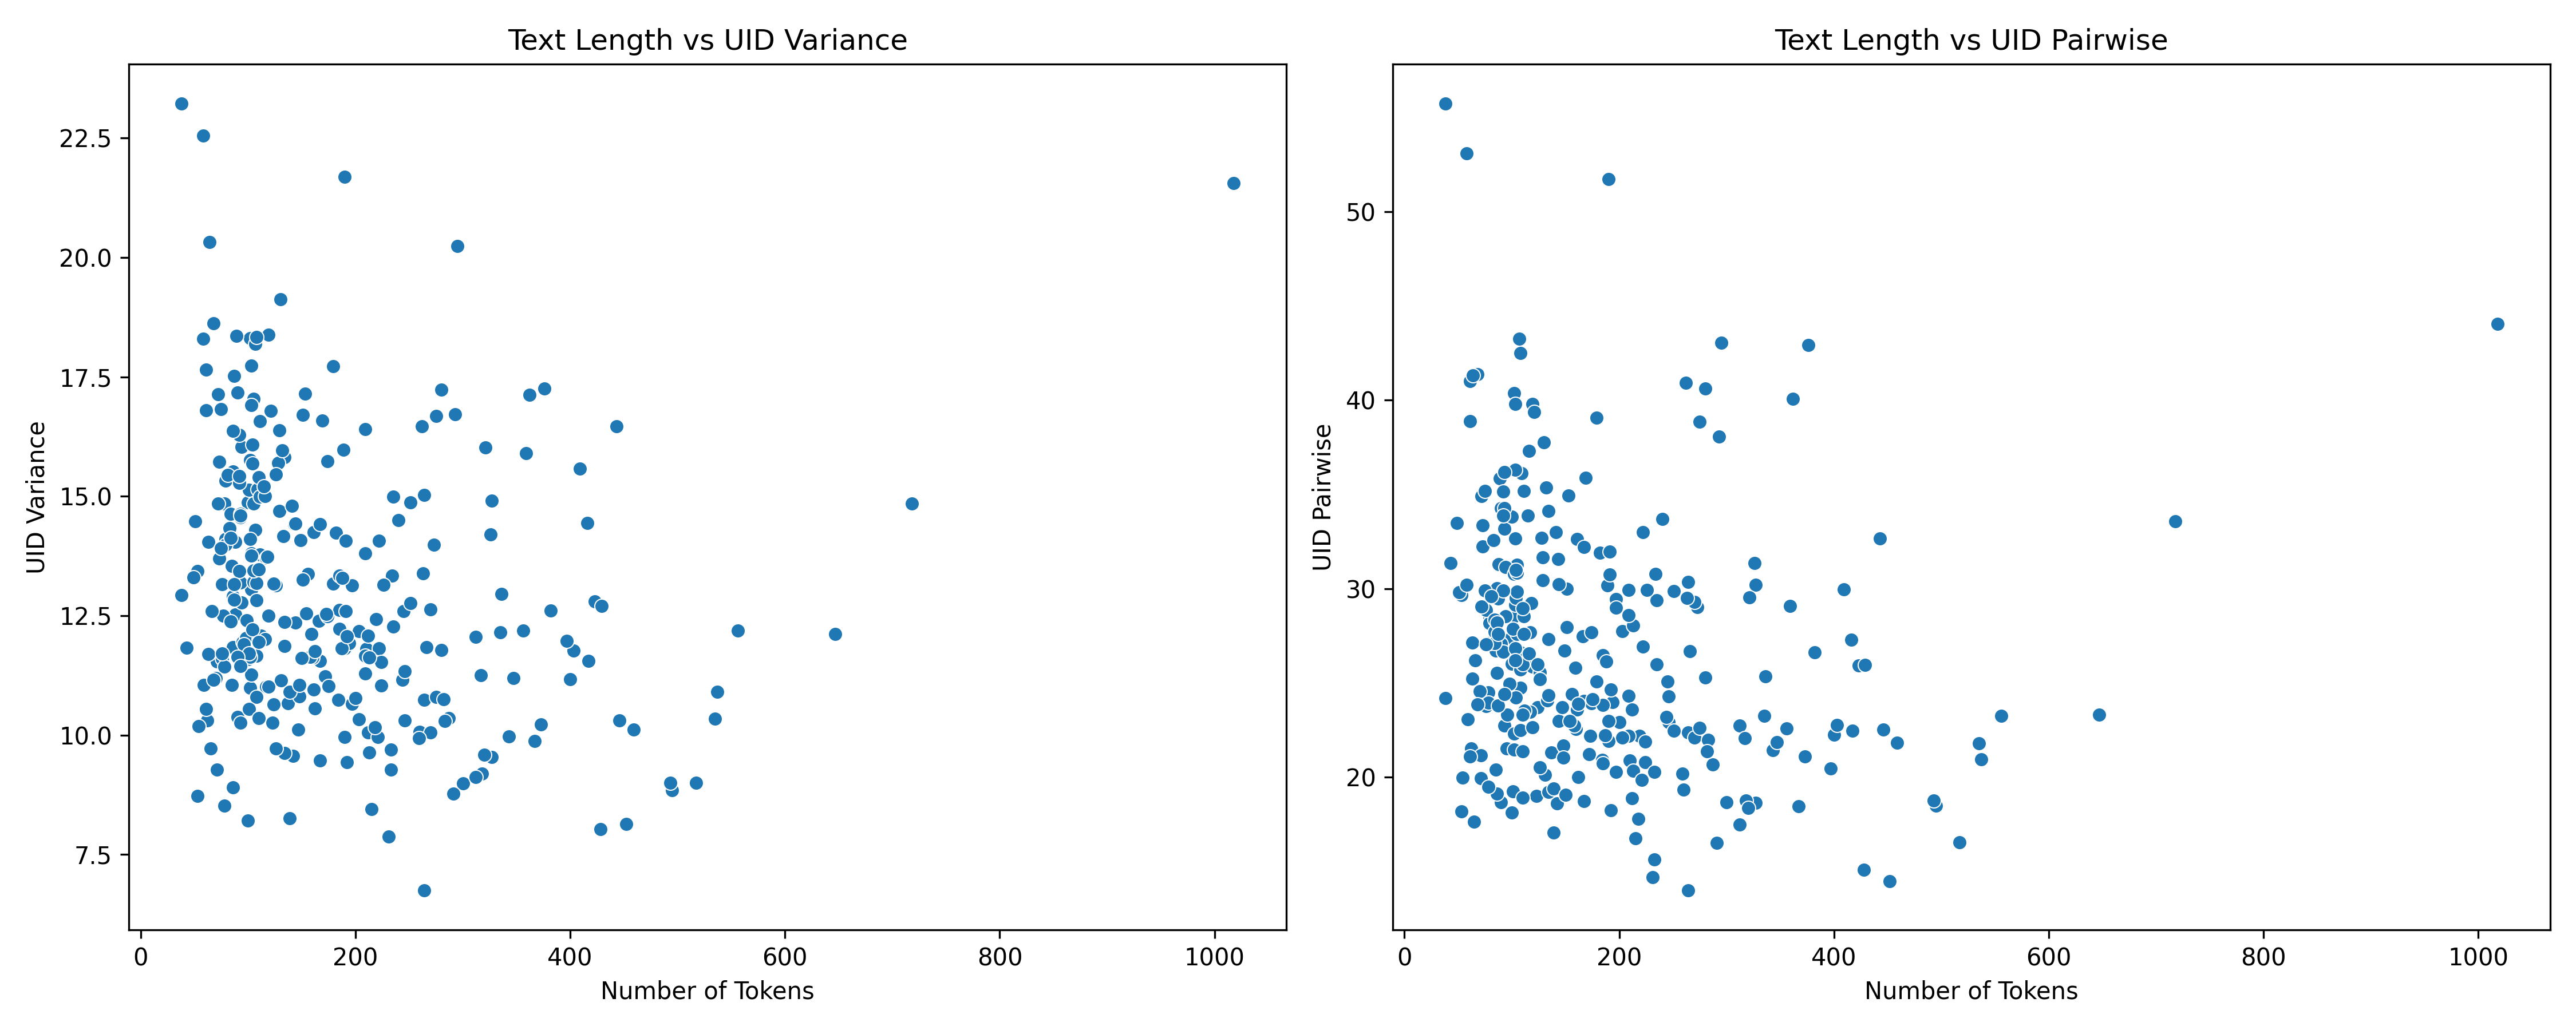 Text Length vs UID Variance
22.5
20.0
17.5
15.0
12.5
10.0
7.5
UID Variance
0 200 400 600 800 1000
Number of Tokens
Text Length vs UID Pairwise
50
40
30
20
UID Pairwise
0 200 400 600 800 1000
Number of Tokens